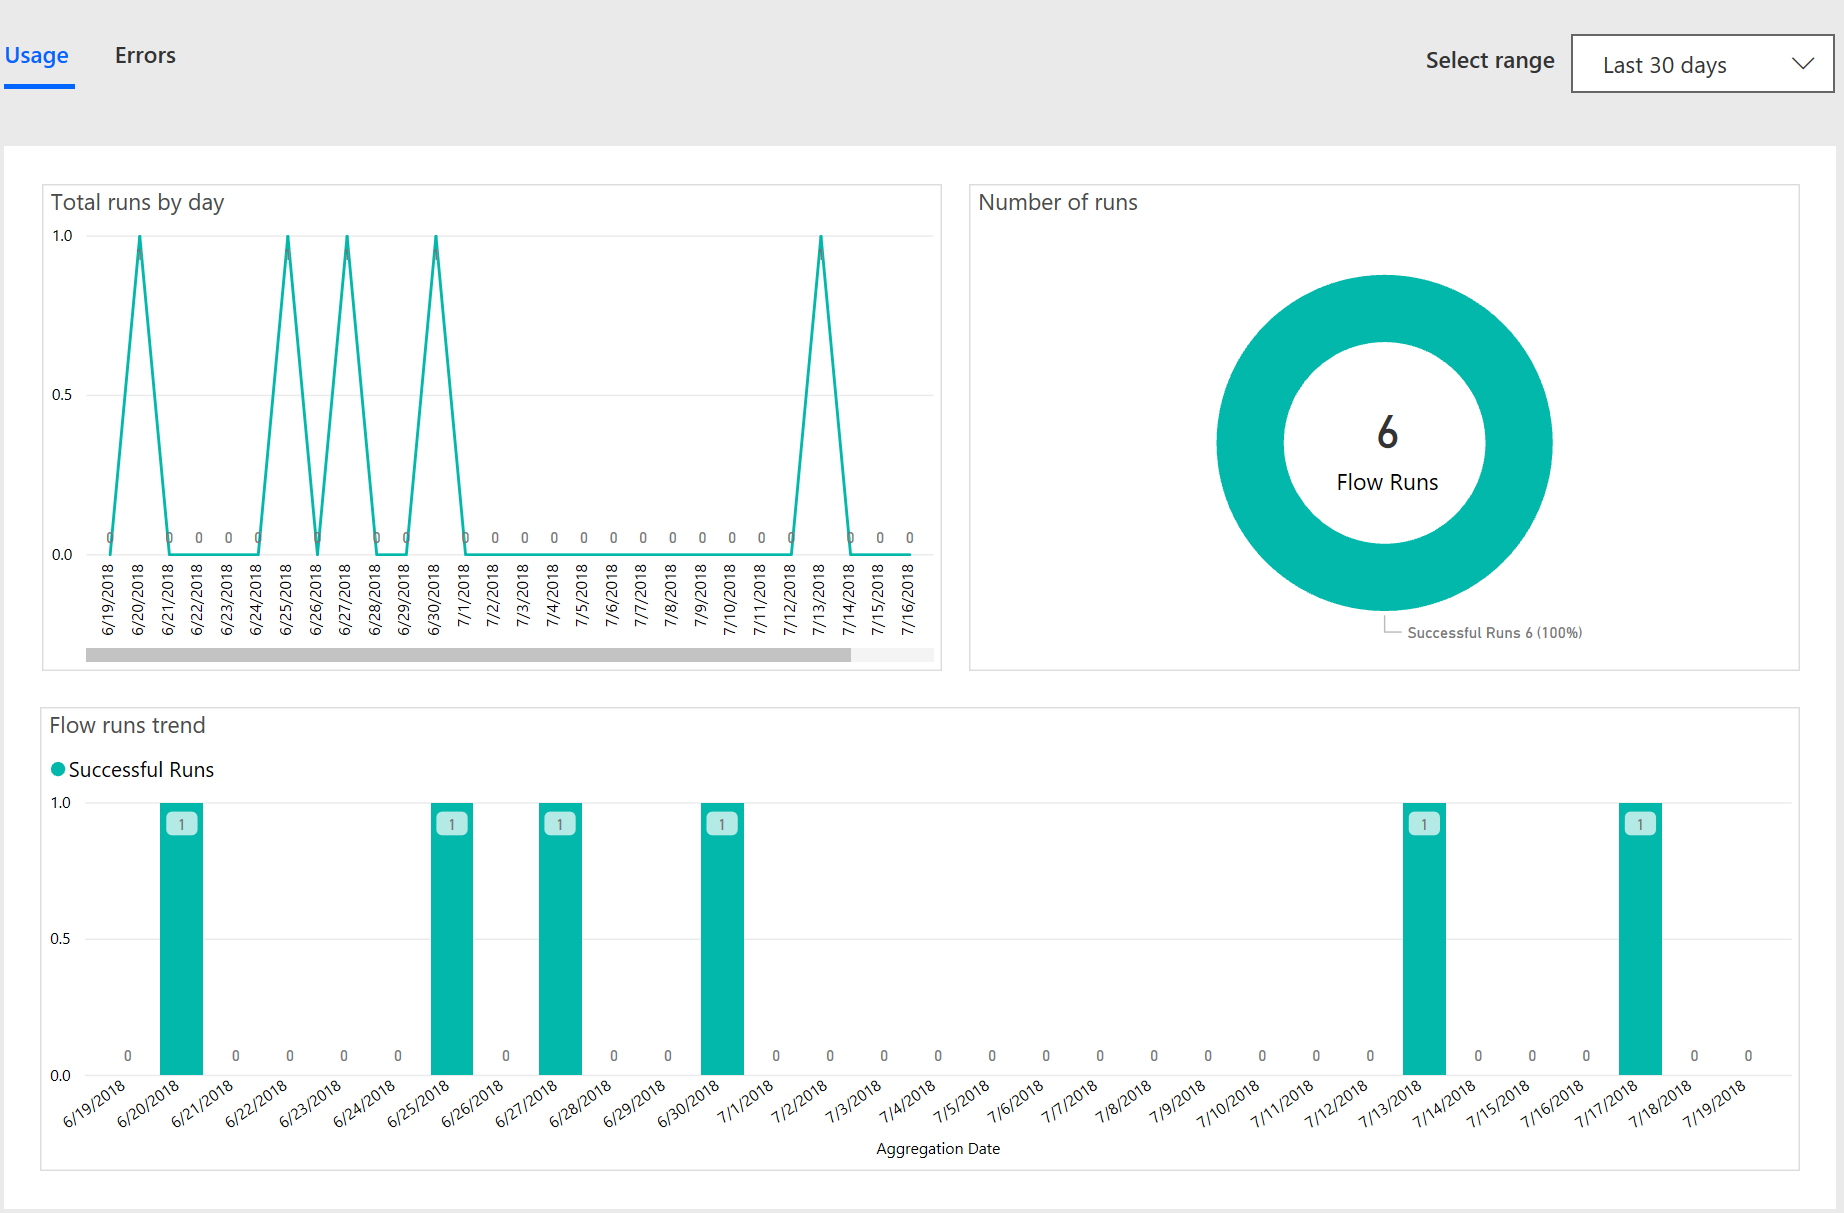 Usage Errors Select range Last 30 days
Total runs by day
1.0
0.5
0 0 0 0 0 0 0 0 0 0 0 0 0 0 0 0 0 0 0 0 0 0 0
0.0
6/19/2018 6/20/2018 6/21/2018 6/22/2018 6/23/2018 6/24/2018 6/25/2018 6/26/2018 6/27/2018 6/28/2018 6/29/2018 6/30/2018 7/1/2018 7/2/2018 7/3/2018 7/4/2018 7/5/2018 7/6/2018 7/7/2018 7/8/2018 7/9/2018 7/10/2018 7/11/2018 7/12/2018 7/13/2018 7/14/2018 7/15/2018 7/16/2018
Number of runs
6
Flow Runs
Successful Runs 6 (100%)
Flow runs trend
Successful Runs
1.0
1 1 1 1 1 1
0.5
0 0 0 0 0 0 0 0 0 0 0 0 0 0 0 0 0 0 0 0 0 0 0 0 0
0.0
6/19/2018 6/20/2018 6/21/2018 6/22/2018 6/23/2018 6/24/2018 6/25/2018 6/26/2018 6/27/2018 6/28/2018 6/29/2018 6/30/2018 7/1/2018 7/2/2018 7/3/2018 7/4/2018 7/5/2018 7/6/2018 7/7/2018 7/8/2018 7/9/2018 7/10/2018 7/11/2018 7/12/2018 7/13/2018 7/14/2018 7/15/2018 7/16/2018 7/17/2018 7/18/2018 7/19/2018
Aggregation Date